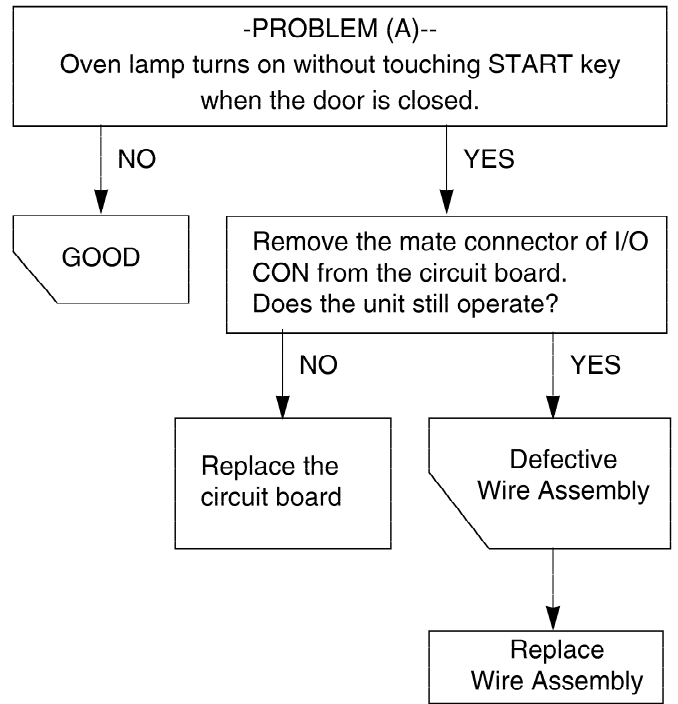 -PROBLEM (A)--
Oven lamp turns on without touching START key
when the door is closed.
NO
YES
GOOD
Remove the mate connector of I/O
CON from the circuit board.
Does the unit still operate?
NO
YES
Replace the
circuit board
Defective
Wire Assembly
Replace
Wire Assembly